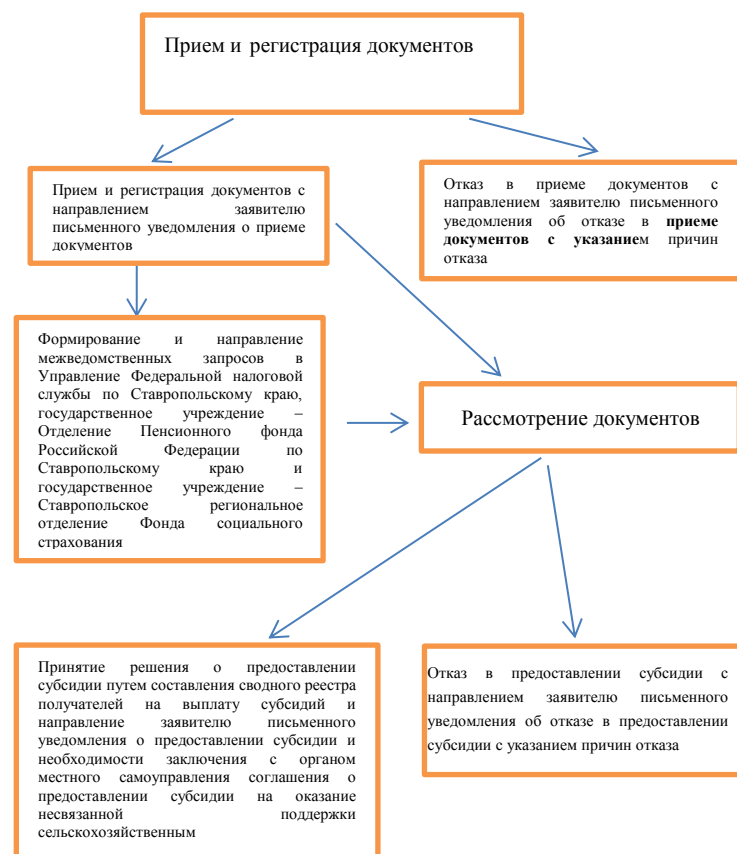 Прием и регистрация документов
Прием и регистрация документов с
направлением заявителю
письменного уведомления о приеме
документов
Отказ в приеме документов с
направлением заявителю письменного
уведомления об отказе в приеме
документов с указанием причин
отказа
Формирование и направление
межведомственных запросов в
Управление Федеральной налоговой
службы по Ставропольскому краю,
государственное учреждение –
Отделение Пенсионного фонда
Российской Федерации по
Ставропольскому краю и
государственное учреждение –
Ставропольское региональное
отделение Фонда социального
страхования
Рассмотрение документов
Принятие решения о предоставлении
субсидии путем составления сводного реестра
получателей на выплату субсидий и
направление заявителю письменного
уведомления о предоставлении субсидии и
необходимости заключения с органом
местного самоуправления соглашения о
предоставлении субсидии на оказание
несвязанной поддержки
сельскохозяйственным
Отказ в предоставлении субсидии с
направлением заявителю письменного
уведомления об отказе в предоставлении
субсидии с указанием причин отказа